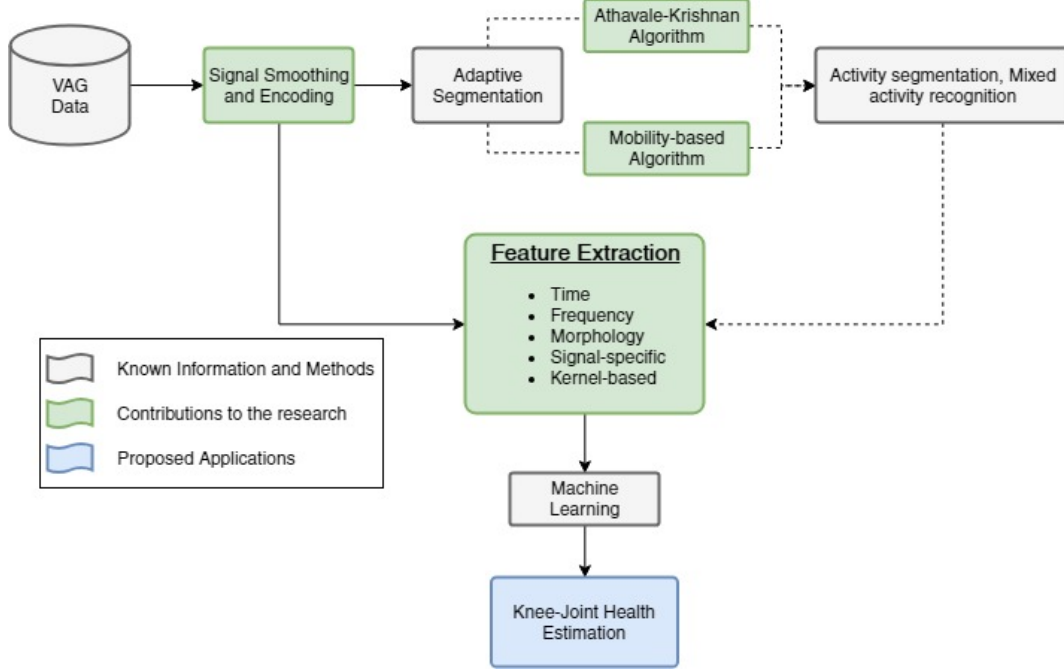 VAG
Data
Signal Smoothing
and Encoding
Adaptive
Segmentation
Athavale-Krishnan
Algorithm
Mobility-based
Algorithm
Activity segmentation, Mixed
activity recognition
Feature Extraction
• Time
• Frequency
• Morphology
• Signal-specific
• Kernel-based
Known Information and Methods
Contributions to the research
Proposed Applications
Machine
Learning
Knee-Joint Health
Estimation